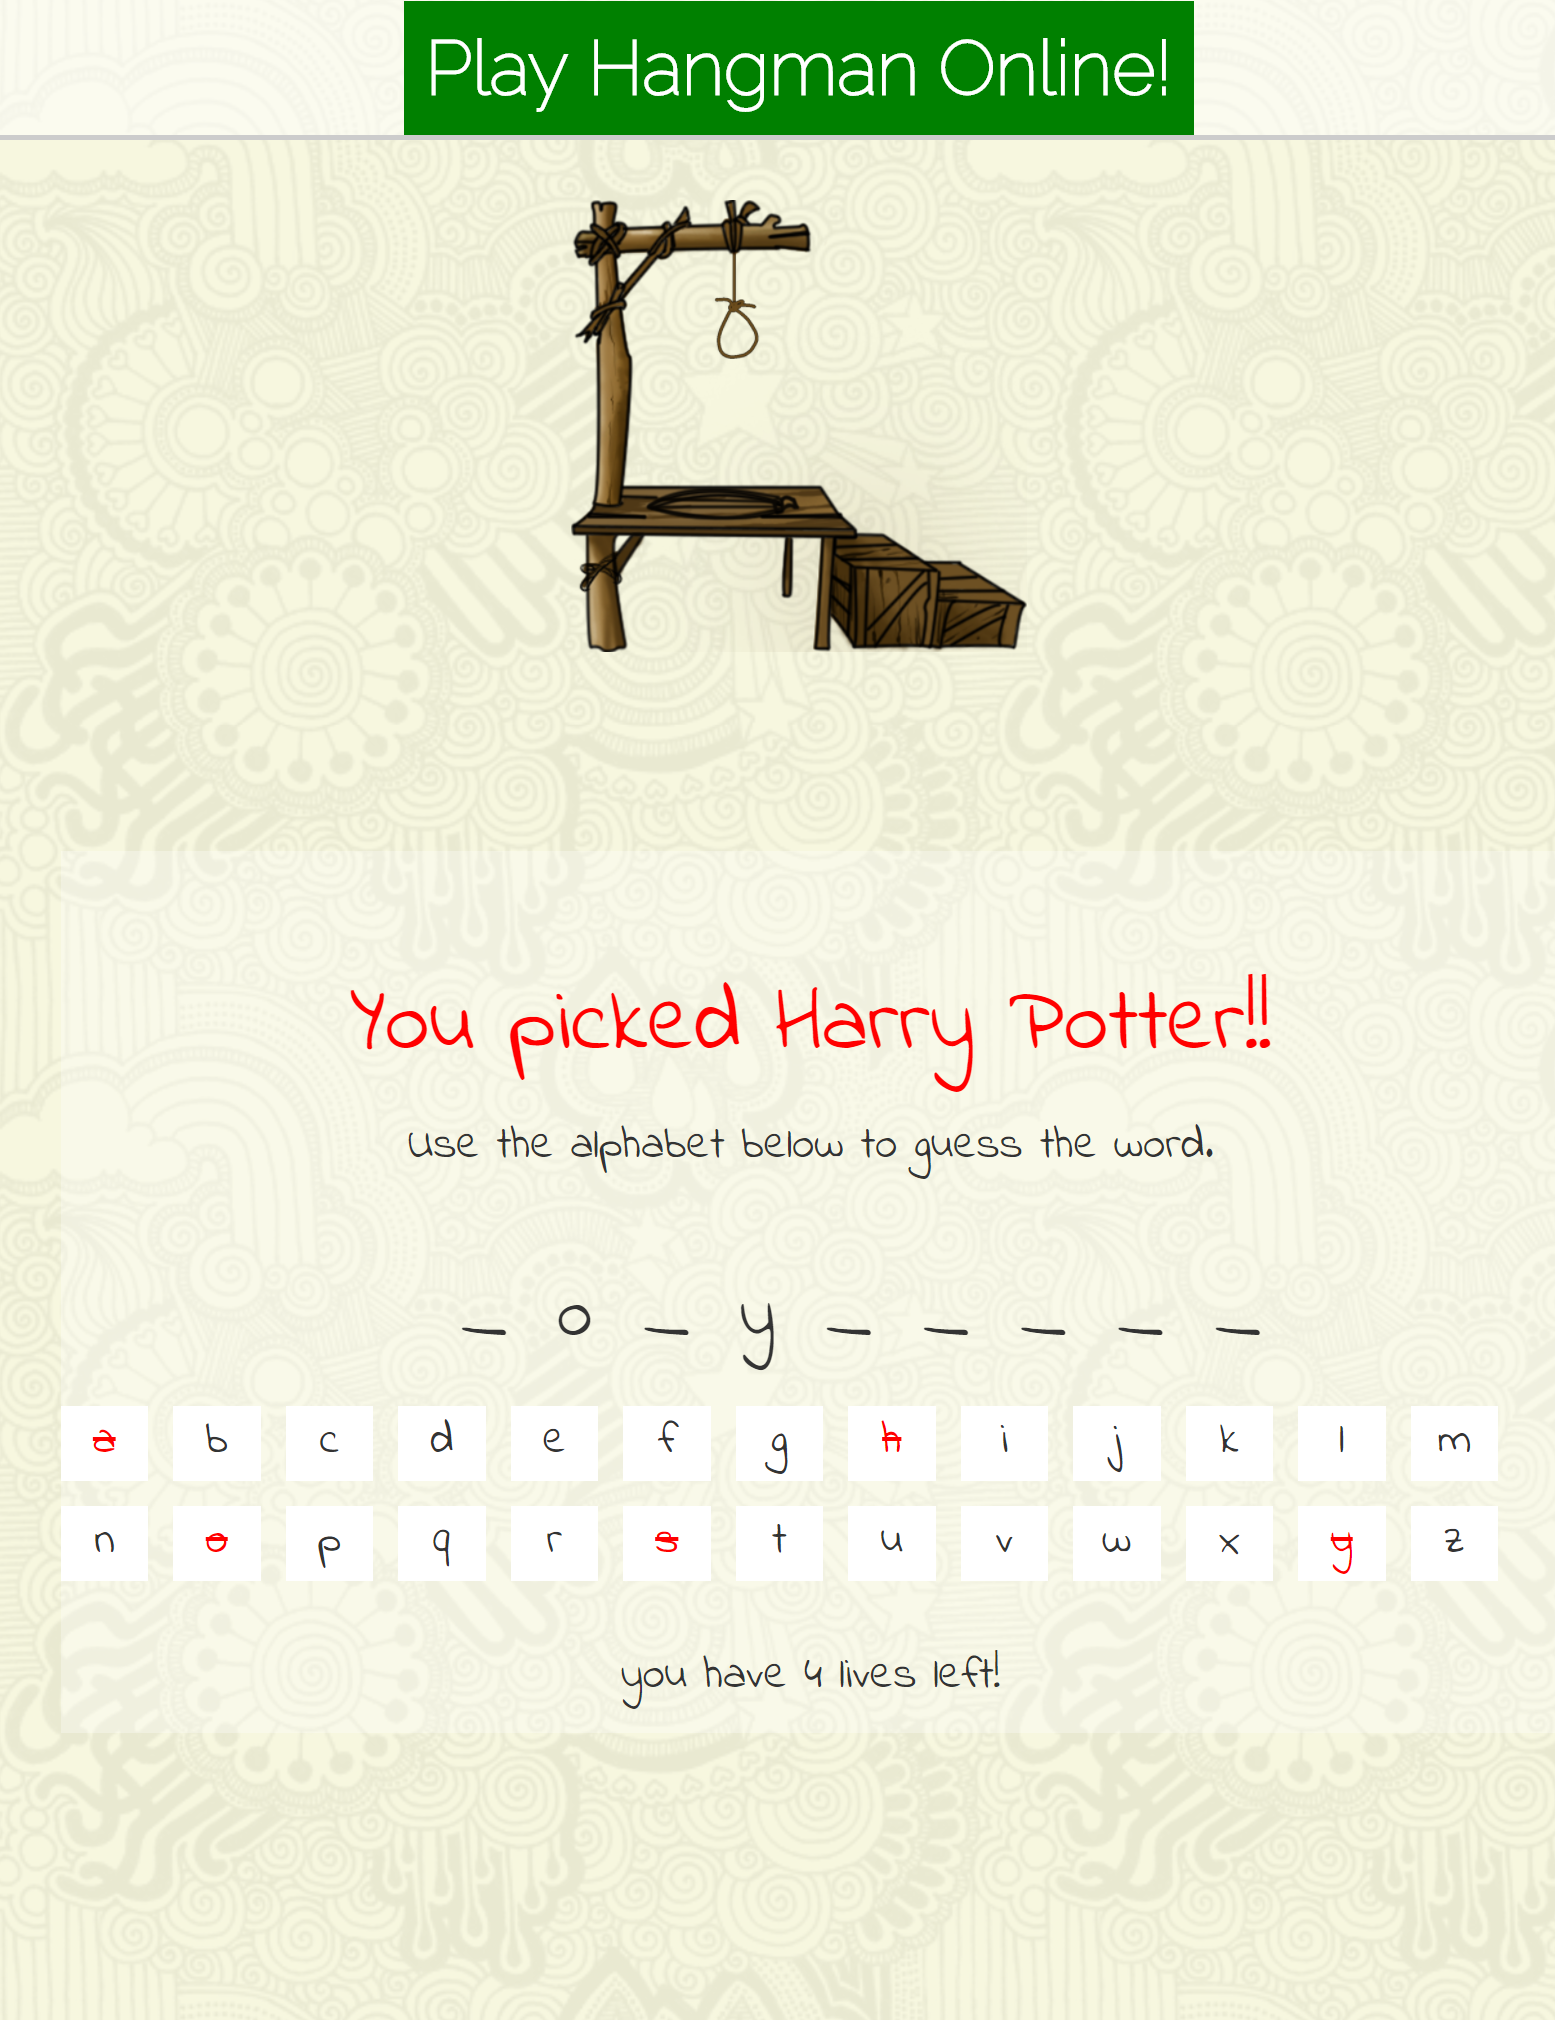 Play Hangman Online!
You picked Harry Potter!!
Use the alphabet below to guess the word.
_ o _ y _ _ _ _ _
a b c d e f g h i j k l m
n o p q r s t u v w x y z
you have 4 lives left!